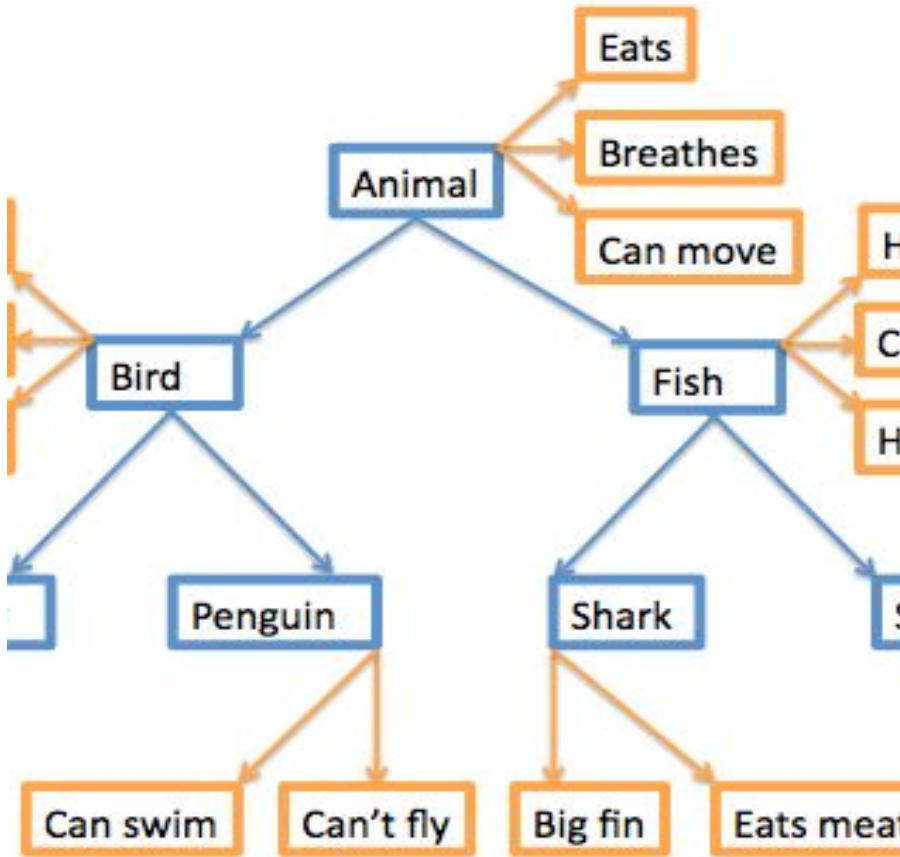 Eats
Breathes
Animal
Can move
H
C
Bird
Fish
H
Penguin
Shark
S
Can swim
Can't fly
Big fin
Eats meat